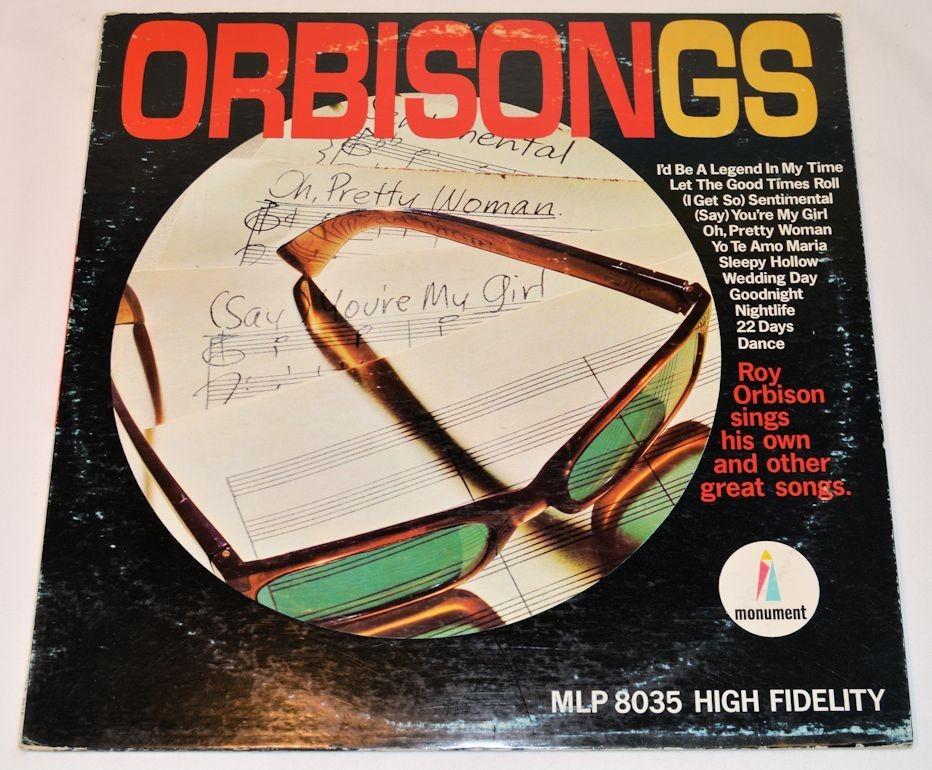 ORBISONGS
Sentimental
Oh, Pretty Woman.
(Say) You're My Girl
I'd Be A Legend In My Time
Let The Good Times Roll
(I Get So) Sentimental
(Say) You're My Girl
Oh, Pretty Woman
Yo Te Amo Maria
Sleepy Hollow
Wedding Day
Goodnight
Nightlife
22 Days
Dance
Roy
Orbison
sings
his own
and other
great songs.
monument
MLP 8035 HIGH FIDELITY